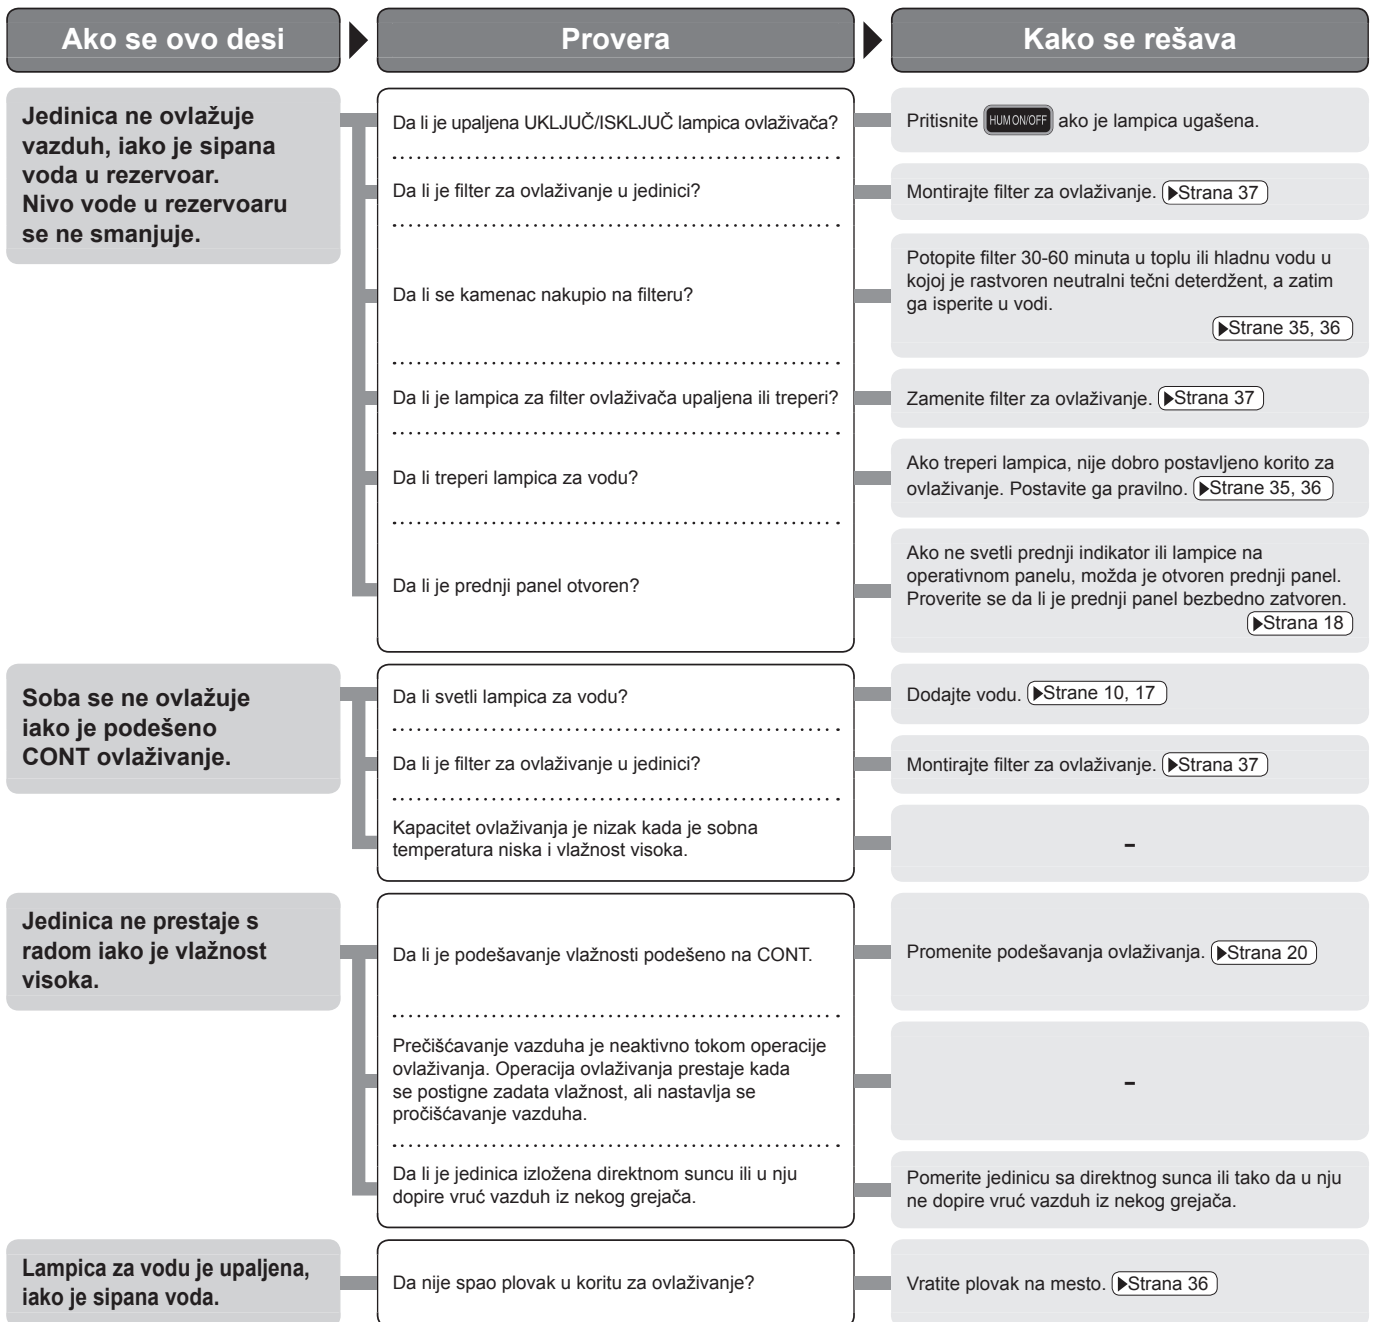 Ako se ovo desi
Provera
Kako se rešava
Jedinica ne ovlažuje
vazduh, iako je sipana
voda u rezervoar.
Nivo vode u rezervoaru
se ne smanjuje.
Da li je upaljena UKLJUČ/ISKLJUČ lampica ovlaživača?
Pritisnite HUM ON/OFF ako je lampica ugašena.
Da li je filter za ovlaživanje u jedinici?
Montirajte filter za ovlaživanje. Strana 37
Da li se kamenac nakupio na filteru?
Potopite filter 30-60 minuta u toplu ili hladnu vodu u
kojoj je rastvoren neutralni tečni deterdžent, a zatim
ga isperite u vodi.
Strane 35, 36
Da li je lampica za filter ovlaživača upaljena ili treperi?
Zamenite filter za ovlaživanje. Strana 37
Da li treperi lampica za vodu?
Ako treperi lampica, nije dobro postavljeno korito za
ovlaživanje. Postavite ga pravilno. Strane 35, 36
Da li je prednji panel otvoren?
Ako ne svetli prednji indikator ili lampice na
operativnom panelu, možda je otvoren prednji panel.
Proverite se da li je prednji panel bezbedno zatvoren.
Strana 18
Soba se ne ovlažuje
iako je podešeno
CONT ovlaživanje.
Da li svetli lampica za vodu?
Dodajte vodu. Strane 10, 17
Da li je filter za ovlaživanje u jedinici?
Montirajte filter za ovlaživanje. Strana 37
Kapacitet ovlaživanja je nizak kada je sobna
temperatura niska i vlažnost visoka.
–
Jedinica ne prestaje s
radom iako je vlažnost
visoka.
Da li je podešavanje vlažnosti podešeno na CONT.
Promenite podešavanja ovlaživanja. Strana 20
Prečišćavanje vazduha je neaktivno tokom operacije
ovlaživanja. Operacija ovlaživanja prestaje kada
se postigne zadata vlažnost, ali nastavlja se
pročišćavanje vazduha.
–
Da li je jedinica izložena direktnom suncu ili u nju
dopire vruć vazduh iz nekog grejača.
Pomerite jedinicu sa direktnog sunca ili tako da u nju
ne dopire vruć vazduh iz nekog grejača.
Lampica za vodu je upaljena,
iako je sipana voda.
Da nije spao plovak u koritu za ovlaživanje?
Vratite plovak na mesto. Strana 36